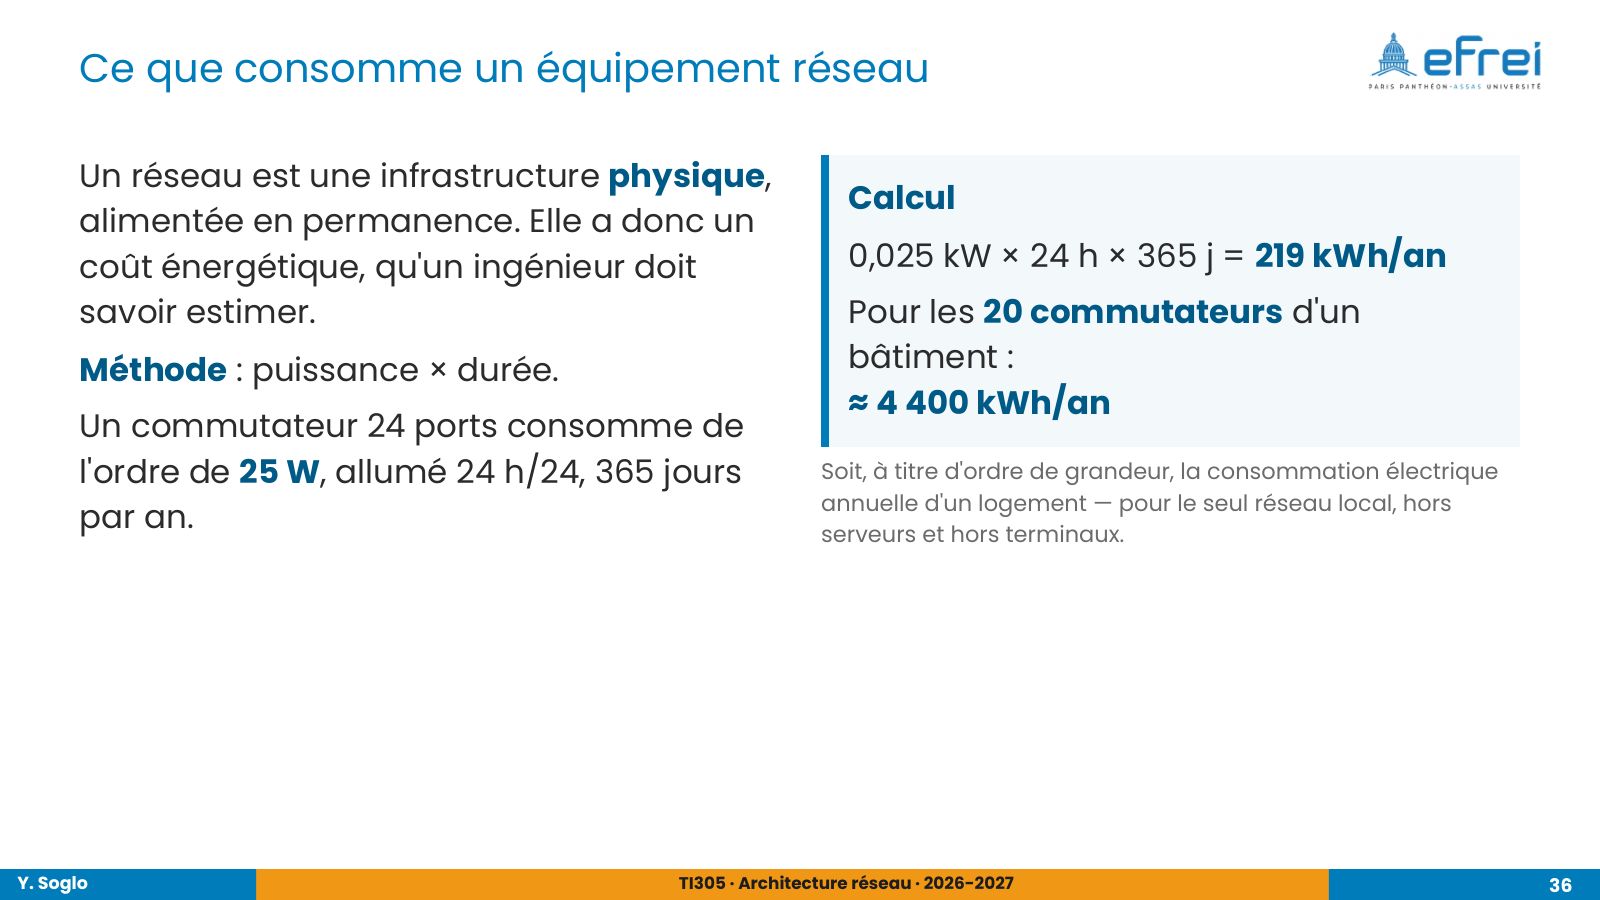 Ce que consomme un équipement réseau
efrei
PARIS PANTHÉON-ASSAS UNIVERSITÉ
Un réseau est une infrastructure physique,
alimentée en permanence. Elle a donc un
coût énergétique, qu'un ingénieur doit
savoir estimer.
Méthode : puissance × durée.
Un commutateur 24 ports consomme de
l'ordre de 25 W, allumé 24 h/24, 365 jours
par an.
Calcul
0,025 kW × 24 h × 365 j = 219 kWh/an
Pour les 20 commutateurs d'un
bâtiment :
≈ 4 400 kWh/an
Soit, à titre d'ordre de grandeur, la consommation électrique
annuelle d'un logement — pour le seul réseau local, hors
serveurs et hors terminaux.
Y. Soglo
TI305 · Architecture réseau · 2026-2027
36